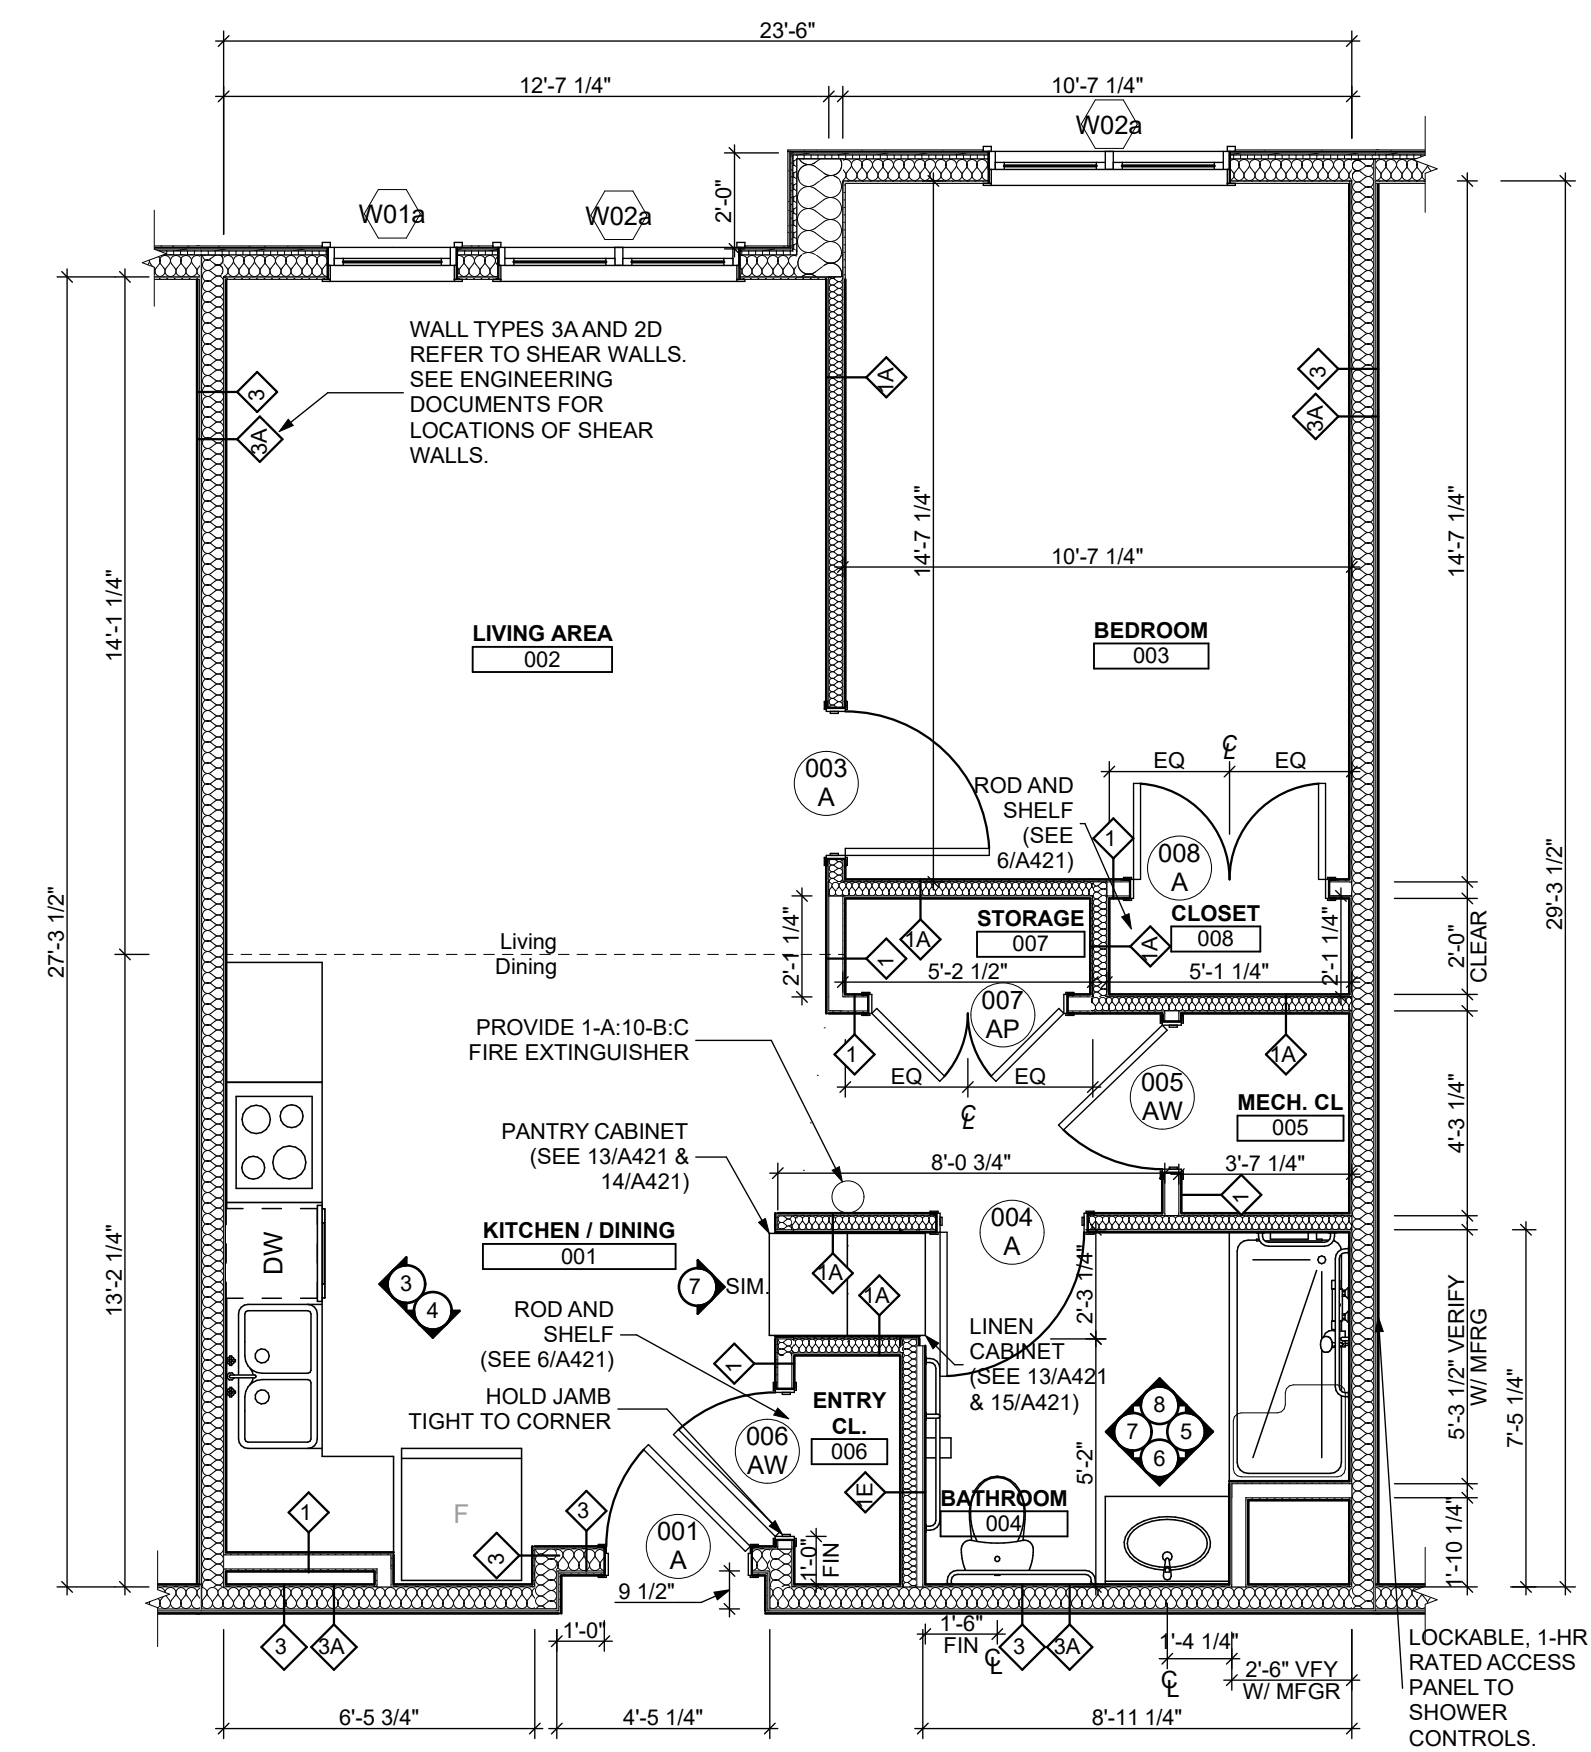 23'-6"
12'-7 1/4"
10'-7 1/4"
W02a
2'-0"
W01a
W02a
WALL TYPES 3A AND 2D
REFER TO SHEAR WALLS.
SEE ENGINEERING
DOCUMENTS FOR
LOCATIONS OF SHEAR
WALLS.
3
3A
1A
3
3A
14'-7 1/4"
14'-7 1/4"
10'-7 1/4"
14'-1 1/4"
LIVING AREA
002
BEDROOM
003
003
A
EQ
EQ
ROD AND
SHELF
(SEE
6/A421)
1
008
A
27'-3 1/2"
29'-3 1/2"
Living
Dining
2'-1 1/4"
1
1A
STORAGE
007
1A
CLOSET
008
2'-1 1/4"
2'-0"
CLEAR
5'-2 1/2"
5'-1 1/4"
007
AP
PROVIDE 1-A:10-B:C
FIRE EXTINGUISHER
1
1A
EQ
EQ
005
AW
MECH. CL
005
4'-3 1/4"
PANTRY CABINET
(SEE 13/A421 &
14/A421)
8'-0 3/4"
3'-7 1/4"
1
004
A
KITCHEN / DINING
001
DW
13'-2 1/4"
3
4
7
SIM.
1A
1A
2'-3 1/4"
ROD AND
SHELF
(SEE 6/A421)
1
LINEN
CABINET
(SEE 13/A421
& 15/A421)
HOLD JAMB
TIGHT TO CORNER
ENTRY
CL.
006
006
AW
8
7
5
6
5'-3 1/2" VERIFY
W/ MFRG
7'-5 1/4"
5'-2"
1E
BATHROOM
004
F
1
3
3
001
A
1'-0"
FIN
9 1/2"
1'-10 1/4"
3
3A
1'-0"
1'-6"
FIN
3
3A
1'-4 1/4"
2'-6" VFY
W/ MFGR
LOCKABLE, 1-HR
RATED ACCESS
PANEL TO
SHOWER
CONTROLS.
6'-5 3/4"
4'-5 1/4"
8'-11 1/4"